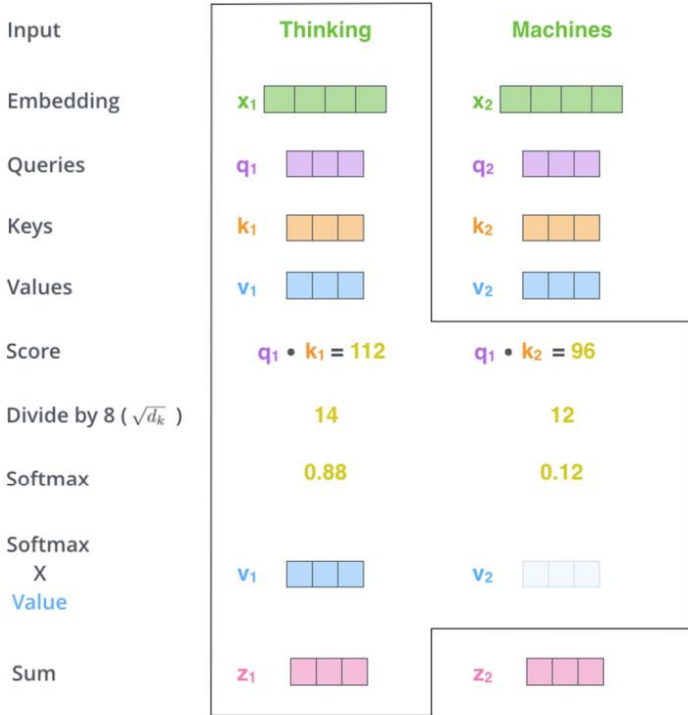 Input Thinking Machines
Embedding x₁ x₂
Queries q₁ q₂
Keys k₁ k₂
Values v₁ v₂
Score q₁ • k₁ = 112 q₁ • k₂ = 96
Divide by 8 ( √dₖ ) 14 12
Softmax 0.88 0.12
Softmax
X v₁ v₂
Value
Sum z₁ z₂